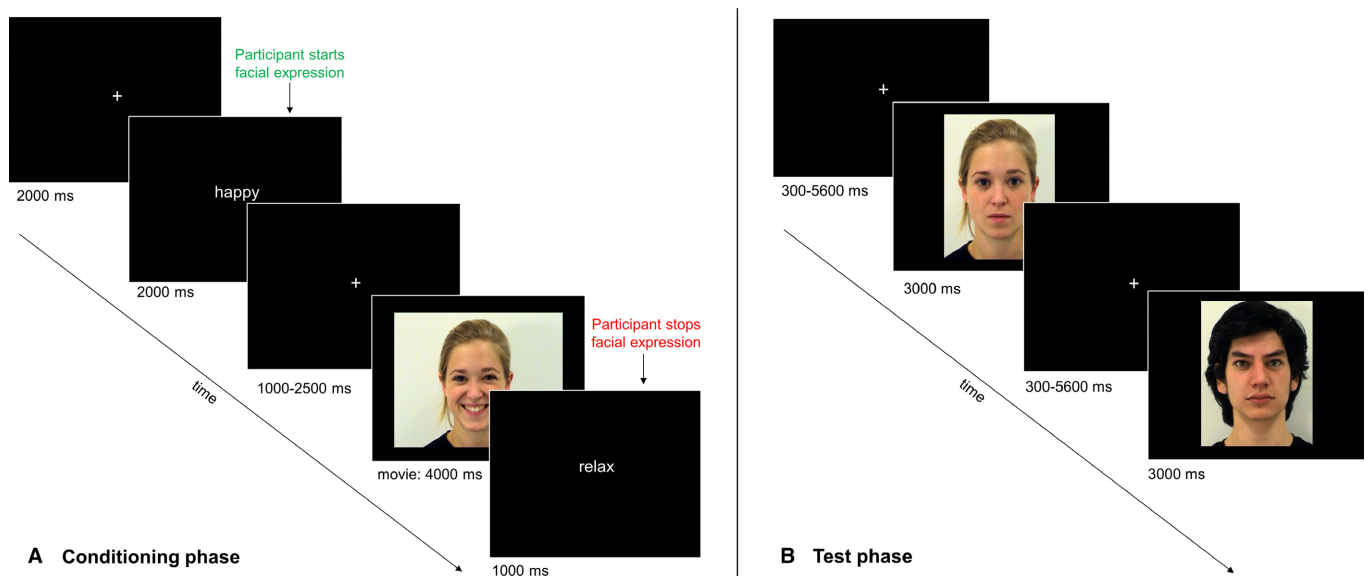 Participant starts
facial expression
+
2000 ms
happy
2000 ms
+
1000-2500 ms
Participant stops
facial expression
movie: 4000 ms
relax
1000 ms
time
A Conditioning phase
+
300-5600 ms
3000 ms
+
300-5600 ms
3000 ms
time
B Test phase